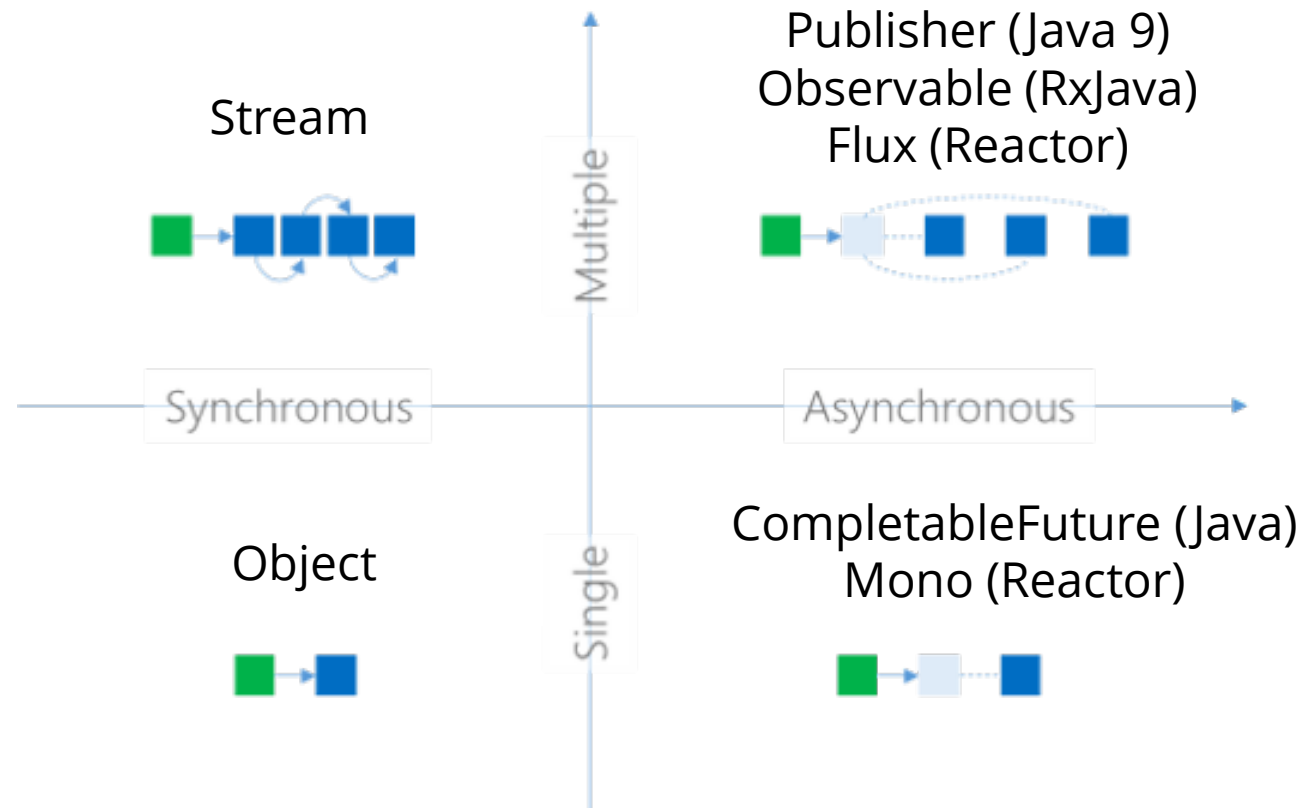 Publisher (Java 9)
Observable (RxJava)
Flux (Reactor)
Stream
Multiple
Synchronous
Asynchronous
CompletableFuture (Java)
Mono (Reactor)
Object
Single